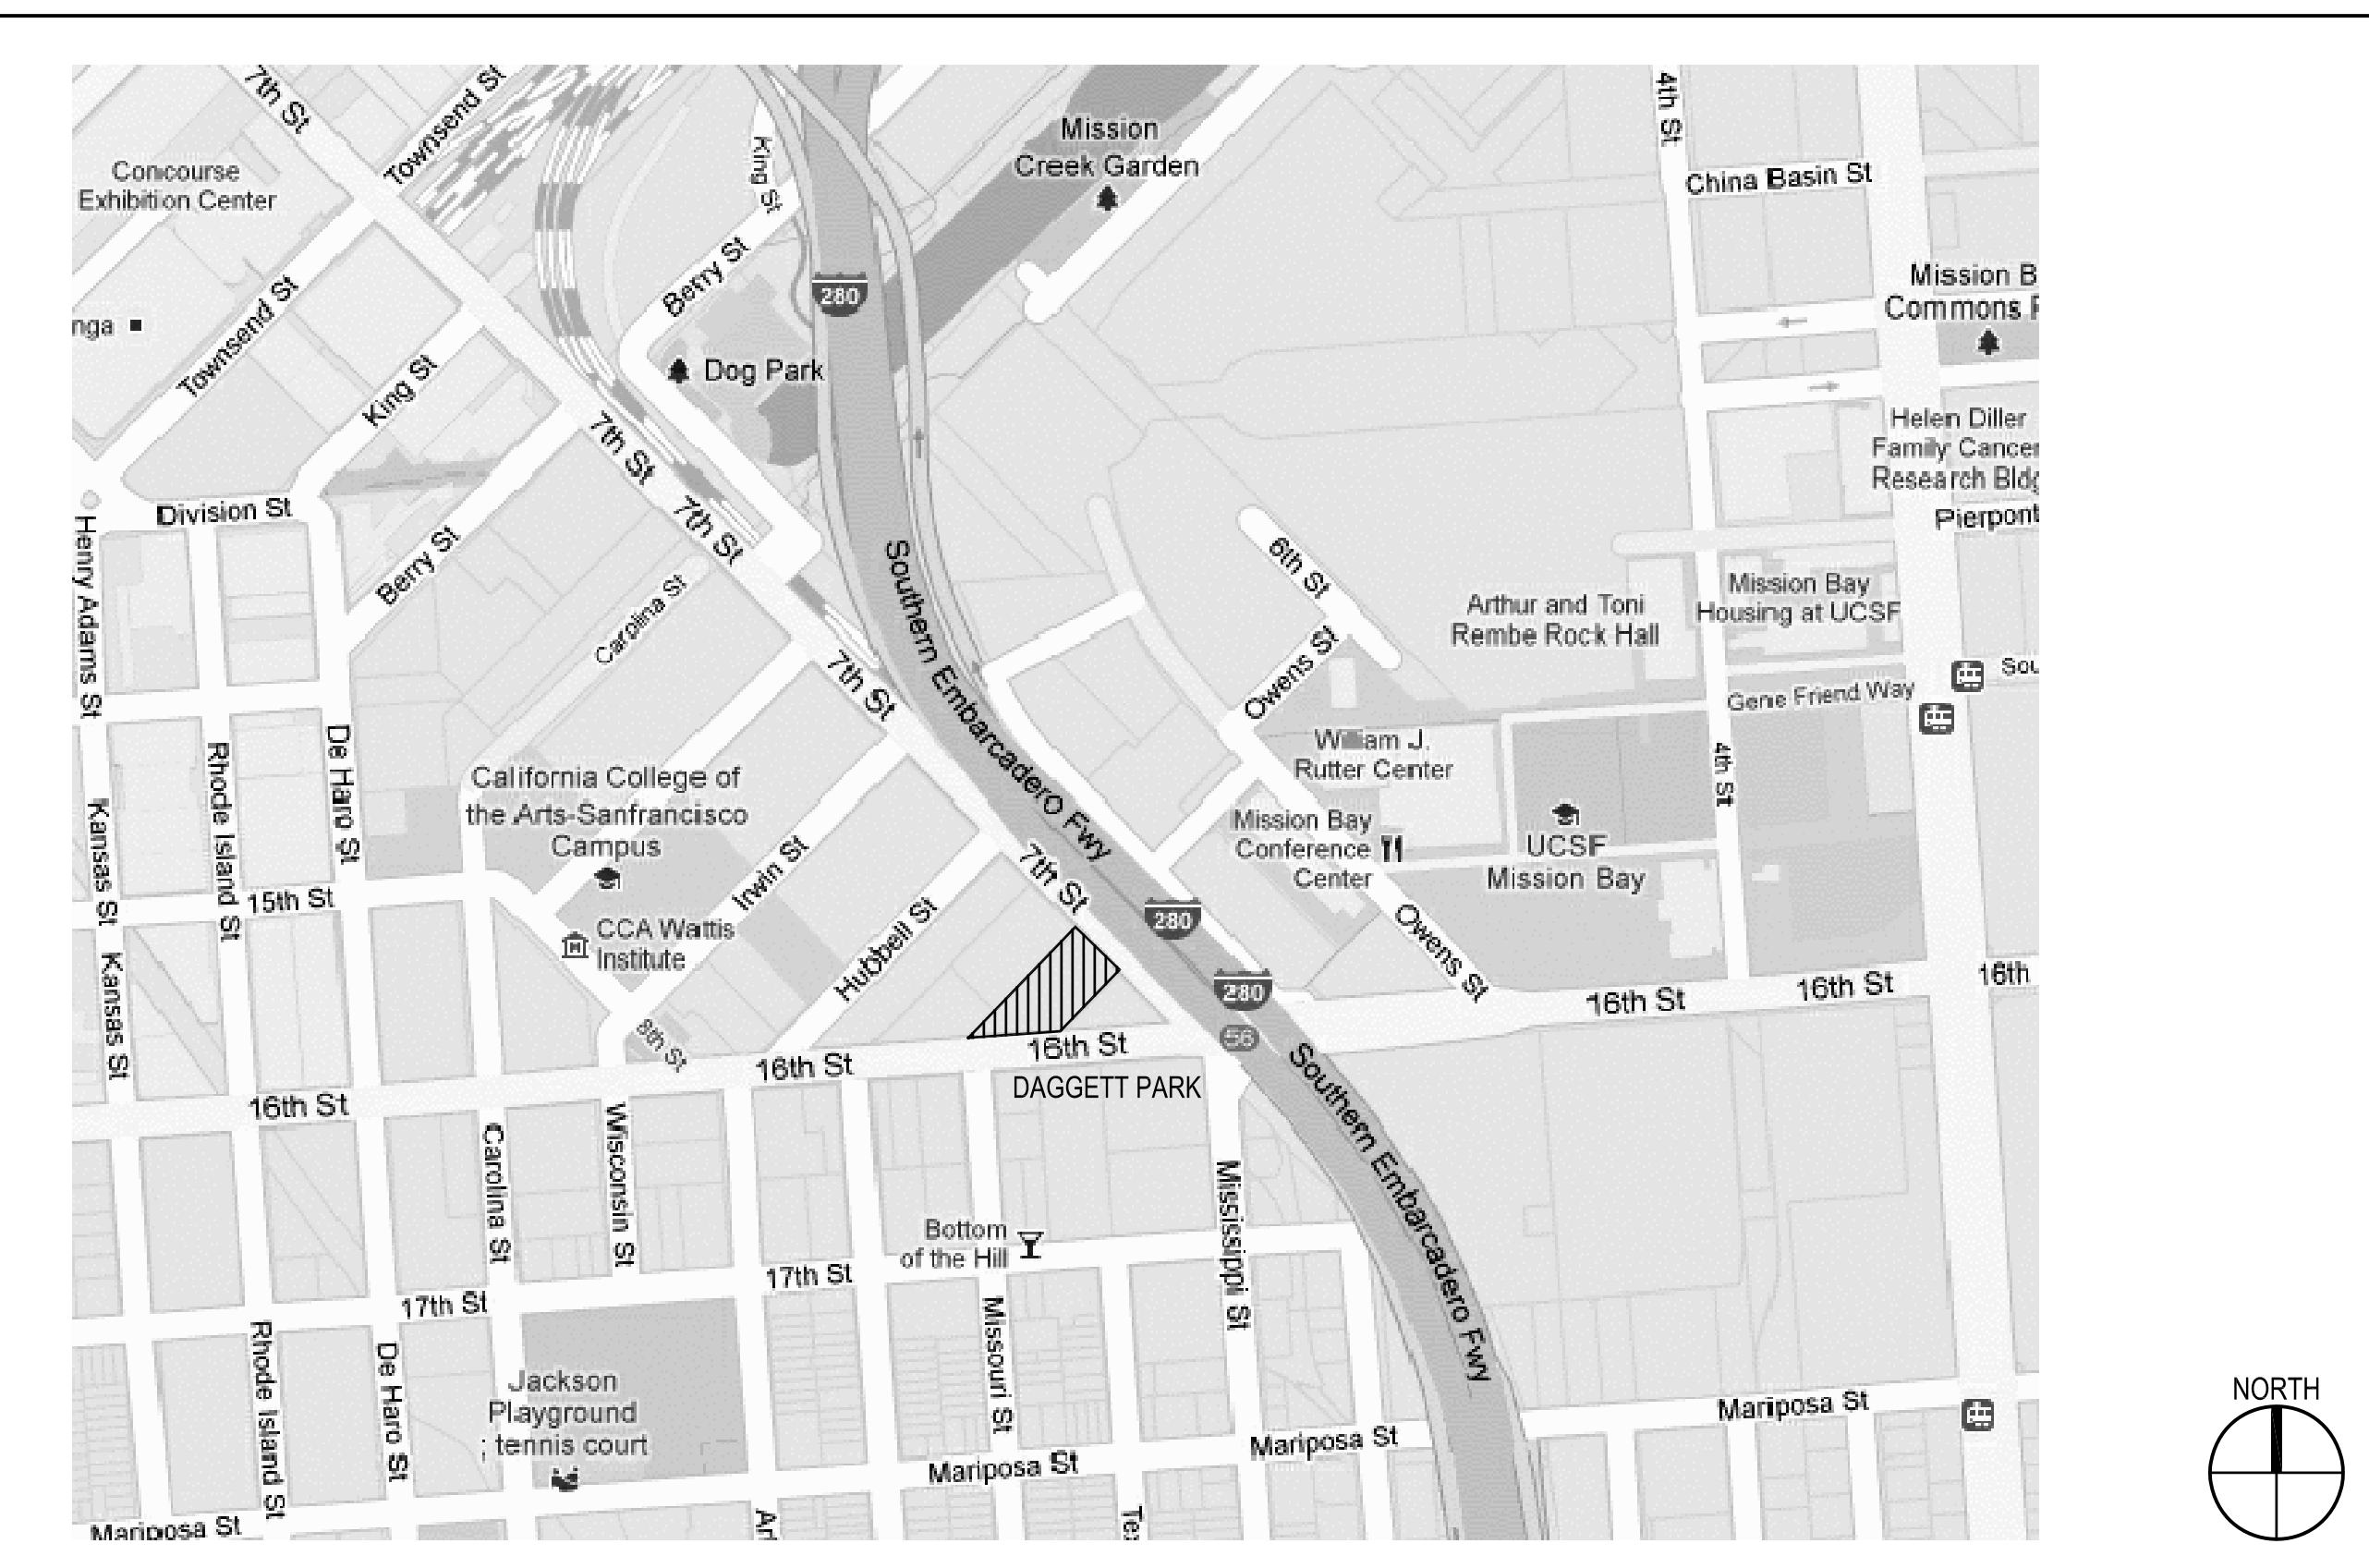 7th St
Townsend St
King St
Mission
Creek Garden
4th St
China Basin St
Concourse
Exhibition Center
Berry St
280
Mission B
Commons
nga
Townsend St
King St
Dog Park
7th St
Helen Diller
Family Cancer
Research Bldg
Pierpont
Division St
7th St
Henry Adams St
Berry St
Carolina St
Southern Embarcadero Fwy
6th St
Arthur and Toni
Rembe Rock Hall
Mission Bay
Housing at UCSF
Owens St
7th St
Sou
Gene Friend Way
De Haro St
Rhode Island St
Kansas St
California College of
the Arts-Sanfrancisco
Campus
William J.
Rutter Center
4th St
Mission Bay
Conference
Center
UCSF
Mission Bay
Irwin St
7th St
15th St
280
CCA Wattis
Institute
Hubbell St
Owens St
Kansas St
280
16th St
16th St
16th
8th St
56
16th St
16th St
DAGGETT PARK
16th St
Southern Embarcadero Fwy
Carolina St
Wisconsin St
Mississippi St
Bottom
of the Hill
17th St
17th St
Rhode Island St
De Haro St
Missouri St
Jackson
Playground
; tennis court
Mariposa St
Mariposa St
Mariposa St
Mariposa St
Tex
NORTH